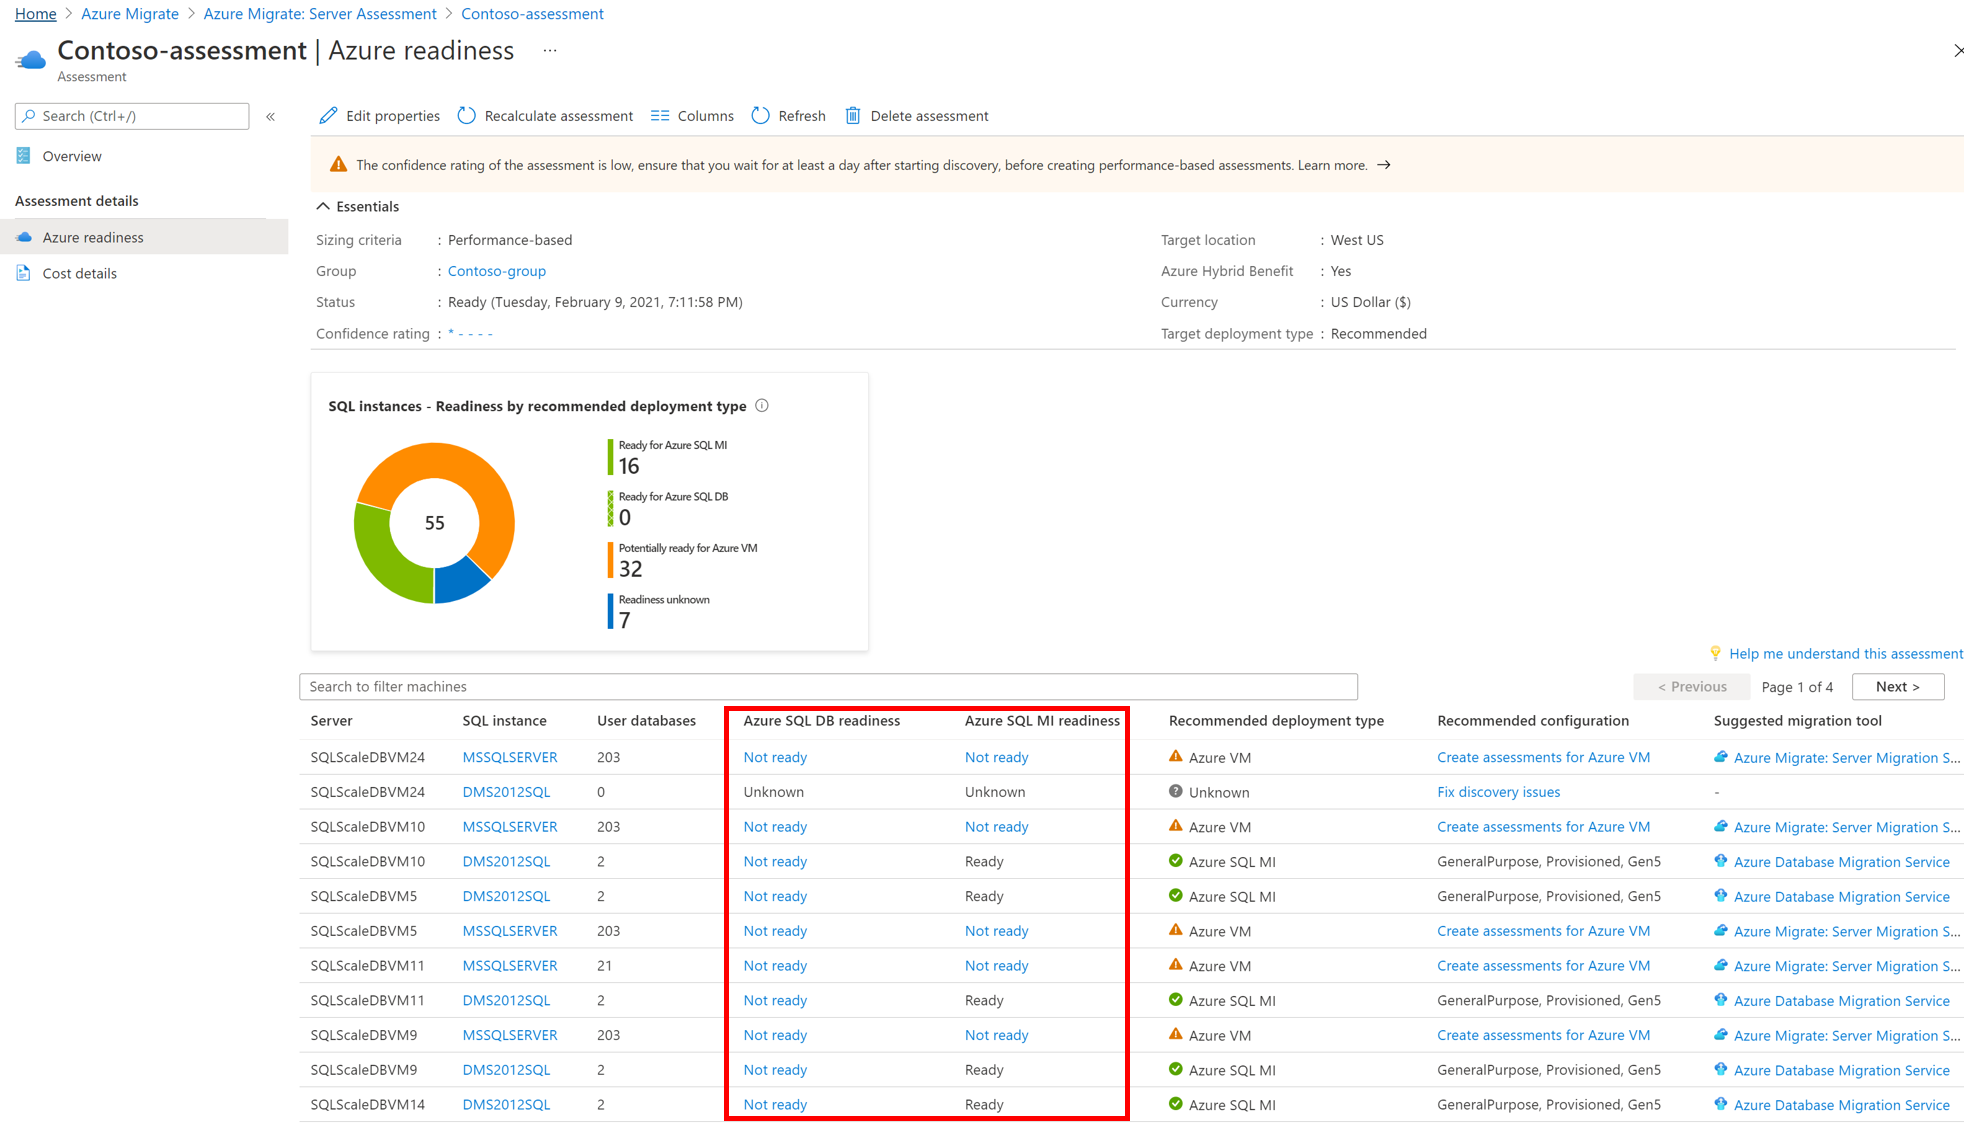 Home > Azure Migrate > Azure Migrate: Server Assessment > Contoso-assessment
Contoso-assessment | Azure readiness ...
Assessment
Search (Ctrl+/) «
Overview
Assessment details
Azure readiness
Cost details
Edit properties Recalculate assessment Columns Refresh Delete assessment
The confidence rating of the assessment is low, ensure that you wait for at least a day after starting discovery, before creating performance-based assessments. Learn more. →
Essentials
Sizing criteria : Performance-based Target location : West US
Group : Contoso-group Azure Hybrid Benefit : Yes
Status : Ready (Tuesday, February 9, 2021, 7:11:58 PM) Currency : US Dollar ($)
Confidence rating : * - - - - Target deployment type : Recommended
SQL instances - Readiness by recommended deployment type
55
Ready for Azure SQL MI
16
Ready for Azure SQL DB
0
Potentially ready for Azure VM
32
Readiness unknown
7
Help me understand this assessment
Search to filter machines < Previous Page 1 of 4 Next >
Server SQL instance User databases Azure SQL DB readiness Azure SQL MI readiness Recommended deployment type Recommended configuration Suggested migration tool
SQLScaleDBVM24 MSSQLSERVER 203 Not ready Not ready Azure VM Create assessments for Azure VM Azure Migrate: Server Migration S...
SQLScaleDBVM24 DMS2012SQL 0 Unknown Unknown Unknown Fix discovery issues -
SQLScaleDBVM10 MSSQLSERVER 203 Not ready Not ready Azure VM Create assessments for Azure VM Azure Migrate: Server Migration S...
SQLScaleDBVM10 DMS2012SQL 2 Not ready Ready Azure SQL MI GeneralPurpose, Provisioned, Gen5 Azure Database Migration Service
SQLScaleDBVM5 DMS2012SQL 2 Not ready Ready Azure SQL MI GeneralPurpose, Provisioned, Gen5 Azure Database Migration Service
SQLScaleDBVM5 MSSQLSERVER 203 Not ready Not ready Azure VM Create assessments for Azure VM Azure Migrate: Server Migration S...
SQLScaleDBVM11 MSSQLSERVER 21 Not ready Not ready Azure VM Create assessments for Azure VM Azure Migrate: Server Migration S...
SQLScaleDBVM11 DMS2012SQL 2 Not ready Ready Azure SQL MI GeneralPurpose, Provisioned, Gen5 Azure Database Migration Service
SQLScaleDBVM9 MSSQLSERVER 203 Not ready Not ready Azure VM Create assessments for Azure VM Azure Migrate: Server Migration S...
SQLScaleDBVM9 DMS2012SQL 2 Not ready Ready Azure SQL MI GeneralPurpose, Provisioned, Gen5 Azure Database Migration Service
SQLScaleDBVM14 DMS2012SQL 2 Not ready Ready Azure SQL MI GeneralPurpose, Provisioned, Gen5 Azure Database Migration Service